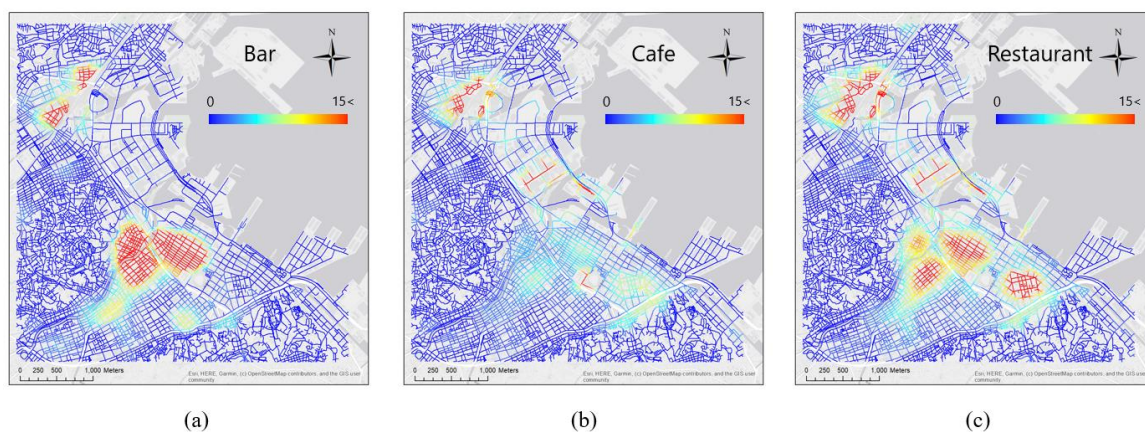 Bar
N
0
15<
0 250 500 1,000 Meters
Esri, HERE, Garmin, (c) OpenStreetMap contributors, and the GIS user
community
(a)
Cafe
N
0
15<
0 250 500 1,000 Meters
Esri, HERE, Garmin, (c) OpenStreetMap contributors, and the GIS user
community
(b)
Restaurant
N
0
15<
0 250 500 1,000 Meters
Esri, HERE, Garmin, (c) OpenStreetMap contributors, and the GIS user
community
(c)